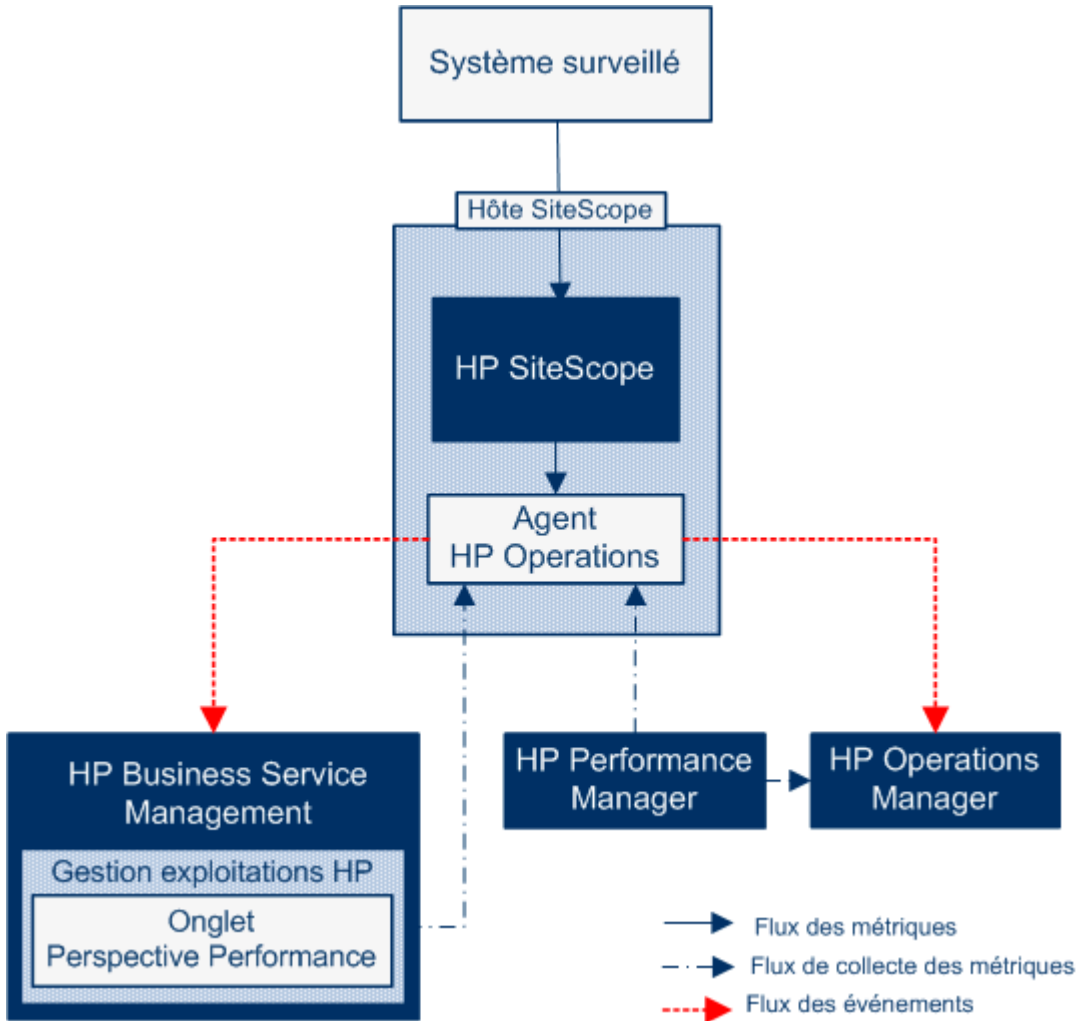 Système surveillé
Hôte SiteScope
HP SiteScope
Agent
HP Operations
HP Business Service
Management
Gestion exploitations HP
Onglet
Perspective Performance
HP Performance
Manager
HP Operations
Manager
Flux des métriques
Flux de collecte des métriques
Flux des événements